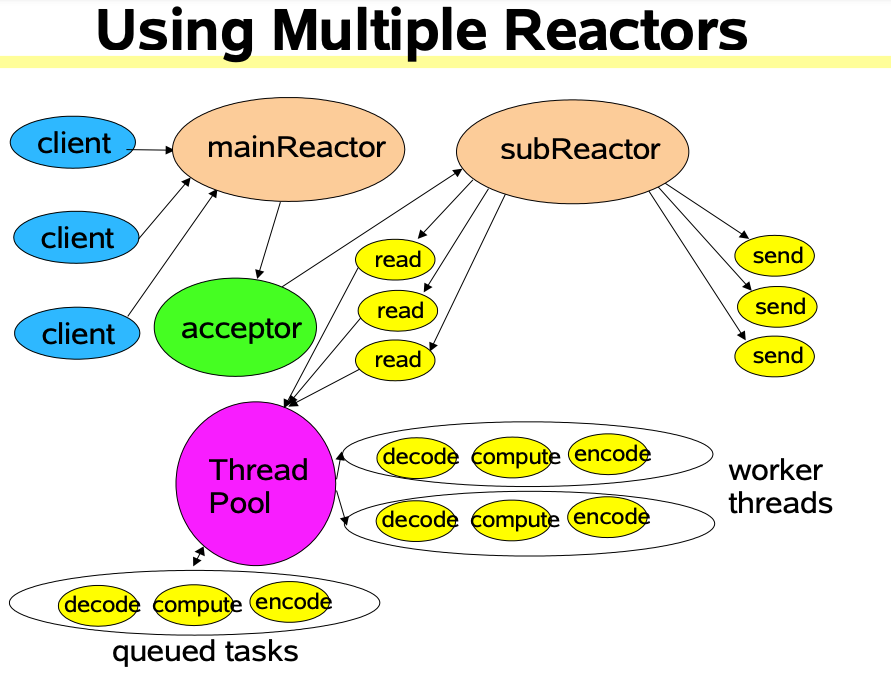 Using Multiple Reactors
client
mainReactor
subReactor
client
read
send
read
send
client
acceptor
read
send
Thread
Pool
decode compute encode
worker
threads
decode compute encode
decode compute encode
queued tasks